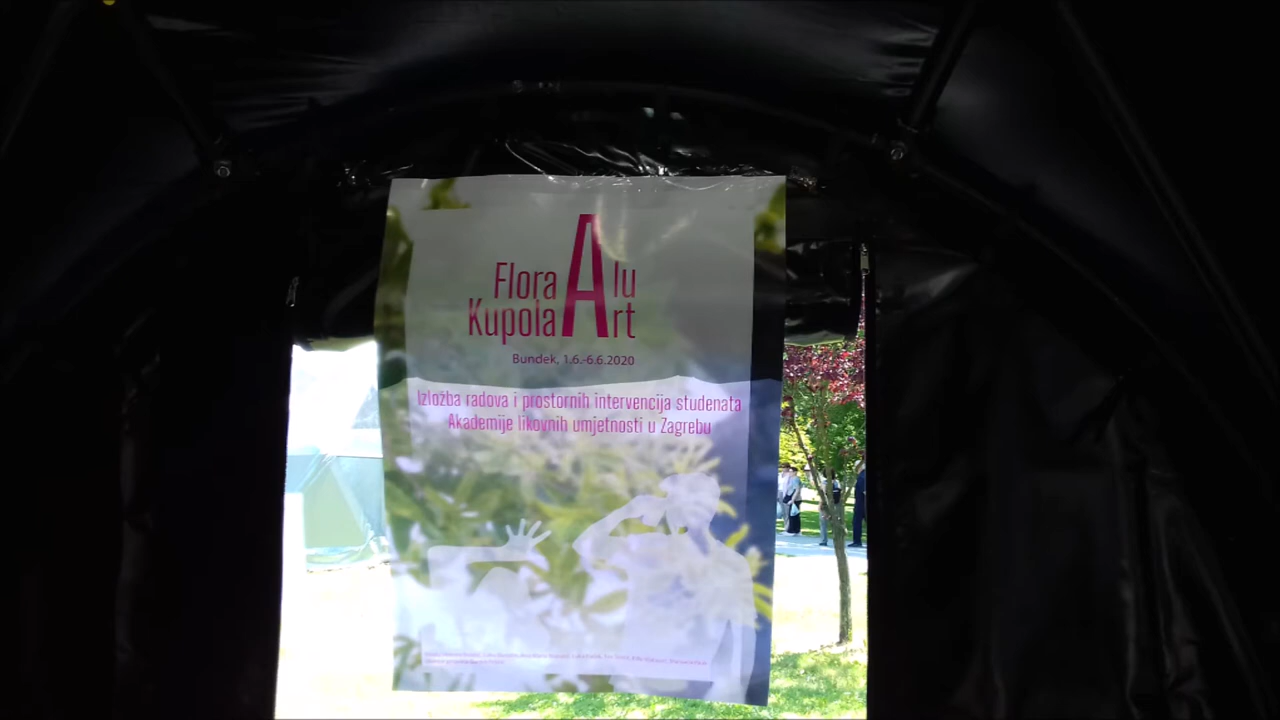 Flora Alu
Kupola Art
Bundek, 1.6.-6.6.2020
Izložba radova i prostornih intervencija studenata
Akademije likovnih umjetnosti u Zagrebu